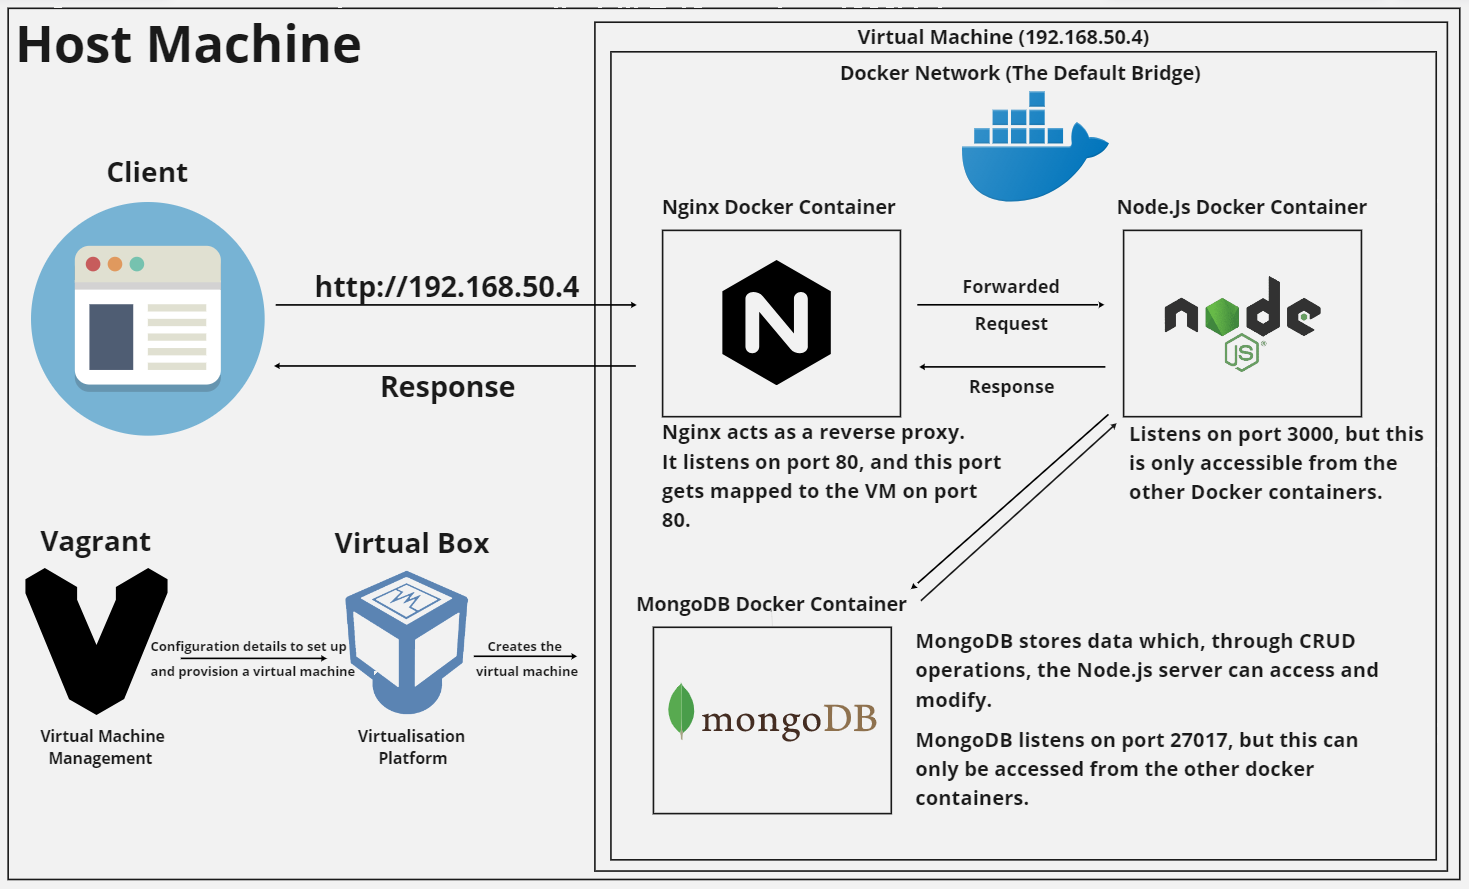 Host Machine
Virtual Machine (192.168.50.4)
Docker Network (The Default Bridge)
Client
Nginx Docker Container
Node.Js Docker Container
http://192.168.50.4
Response
N
Forwarded
Request
Response
node
JS
®
Nginx acts as a reverse proxy.
It listens on port 80, and this port
gets mapped to the VM on port
80.
Listens on port 3000, but this
is only accessible from the
other Docker containers.
Vagrant
Configuration details to set up
and provision a virtual machine
Virtual Machine
Management
Virtual Box
Creates the
virtual machine
Virtualisation
Platform
MongoDB Docker Container
mongoDB
MongoDB stores data which, through CRUD
operations, the Node.js server can access and
modify.
MongoDB listens on port 27017, but this can
only be accessed from the other docker
containers.